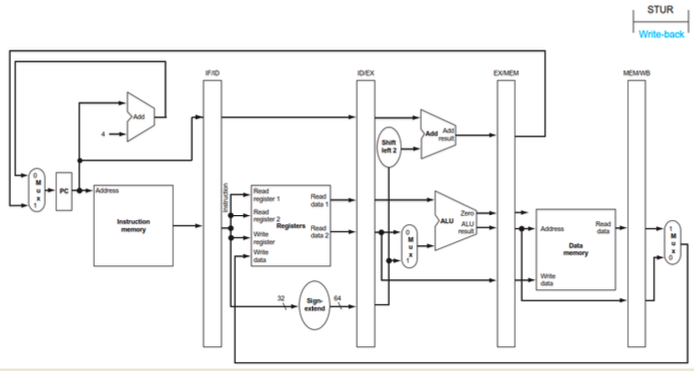 STUR
Write-back
IF/ID
ID/EX
EX/MEM
MEM/WB
Add
4
0
M
u
x
1
PC
Address
Instruction
memory
Instruction
Read
register 1
Read
register 2
Write
register
Write
data
Registers
Read
data 1
Read
data 2
32
Sign-
extend
64
Shift
left 2
Add
Add
result
0
M
u
x
1
ALU
Zero
ALU
result
Address
Data
memory
Read
data
Write
data
1
M
u
x
0